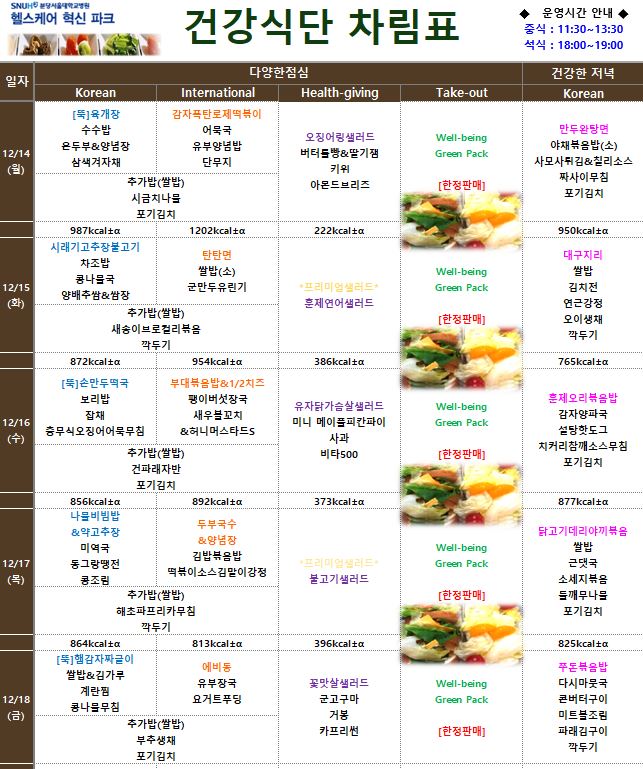 SNUH 분당서울대학교병원
헬스케어 혁신 파크
건강식단 차림표
◆ 운영시간 안내 ◆
중식 : 11:30~13:30
석식 : 18:00~19:00
일자
다양한점심
건강한 저녁
Korean
International
Health-giving
Take-out
Korean
12/14
(월)
[뚝]육개장
수수밥
온두부&양념장
삼색겨자채
감자폭탄로제떡볶이
어묵국
유부양념밥
단무지
추가밥(쌀밥)
시금치나물
포기김치
오징어링샐러드
버터롤빵&딸기잼
키위
아몬드브리즈
Well-being
Green Pack
[한정판매]
만두완탕면
야채볶음밥(소)
사모사튀김&칠리소스
짜사이무침
포기김치
987kcal±α
1202kcal±α
222kcal±α
950kcal±α
12/15
(화)
시래기고추장불고기
차조밥
콩나물국
양배추쌈&쌈장
탄탄면
쌀밥(소)
군만두유린기
추가밥(쌀밥)
새송이브로컬리볶음
깍두기
*프리미엄샐러드*
훈제연어샐러드
Well-being
Green Pack
[한정판매]
대구지리
쌀밥
김치전
연근강정
오이생채
깍두기
872kcal±α
954kcal±α
386kcal±α
765kcal±α
12/16
(수)
[뚝]손만두떡국
보리밥
잡채
충무식오징어어묵무침
부대볶음밥&1/2치즈
팽이버섯장국
새우볼꼬치
&허니머스타드S
추가밥(쌀밥)
건파래자반
포기김치
유자닭가슴살샐러드
미니 메이플피칸파이
사과
비타500
Well-being
Green Pack
[한정판매]
훈제오리볶음밥
감자양파국
설탕핫도그
치커리참깨소스무침
포기김치
856kcal±α
892kcal±α
373kcal±α
877kcal±α
12/17
(목)
나물비빔밥
&약고추장
미역국
동그랑땡전
콩조림
두부국수
&양념장
김밥볶음밥
떡볶이소스김말이강정
추가밥(쌀밥)
해초파프리카무침
깍두기
*프리미엄샐러드*
불고기샐러드
Well-being
Green Pack
[한정판매]
닭고기데리야끼볶음
쌀밥
근댓국
소세지볶음
들깨무나물
포기김치
864kcal±α
813kcal±α
396kcal±α
825kcal±α
12/18
(금)
[뚝]햄감자짜글이
쌀밥&김가루
계란찜
콩나물무침
에비동
유부장국
요거트푸딩
추가밥(쌀밥)
부추생채
포기김치
꽃맛살샐러드
군고구마
거봉
카프리썬
Well-being
Green Pack
[한정판매]
쭈돈볶음밥
다시마뭇국
콘버터구이
미트볼조림
파래김구이
깍두기